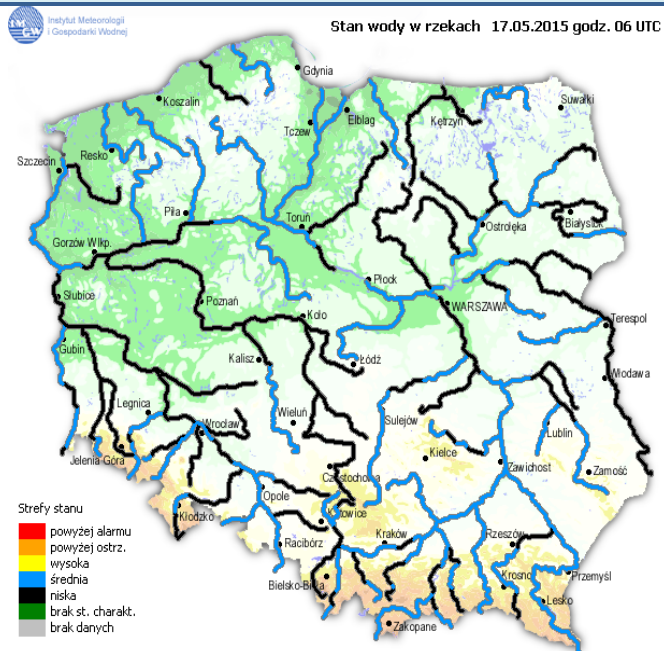 IMGW
Instytut Meteorologii
i Gospodarki Wodnej
Stan wody w rzekach 17.05.2015 godz. 06 UTC
Gdynia
Koszalin
Suwałki
Elbląg
Kętrzyn
Tczew
Resko
Szczecin
Piła
Toruń
Ostrołęka
Białystok
Gorzów Wlkp.
Płock
Słubice
Poznań
WARSZAWA
Koło
Terespol
Gubin
Kalisz
Łódź
Włodawa
Legnica
Wieluń
Sulejów
Wrocław
Lublin
Jelenia Góra
Kielce
Zawichost
Zamość
Częstochowa
Opole
Kłodzko
Katowice
Racibórz
Kraków
Rzeszów
Bielsko-Biała
Krosno
Przemyśl
Lesko
Zakopane
Strefy stanu
powyżej alarmu
powyżej ostrz.
wysoka
średnia
niska
brak st. charakt.
brak danych